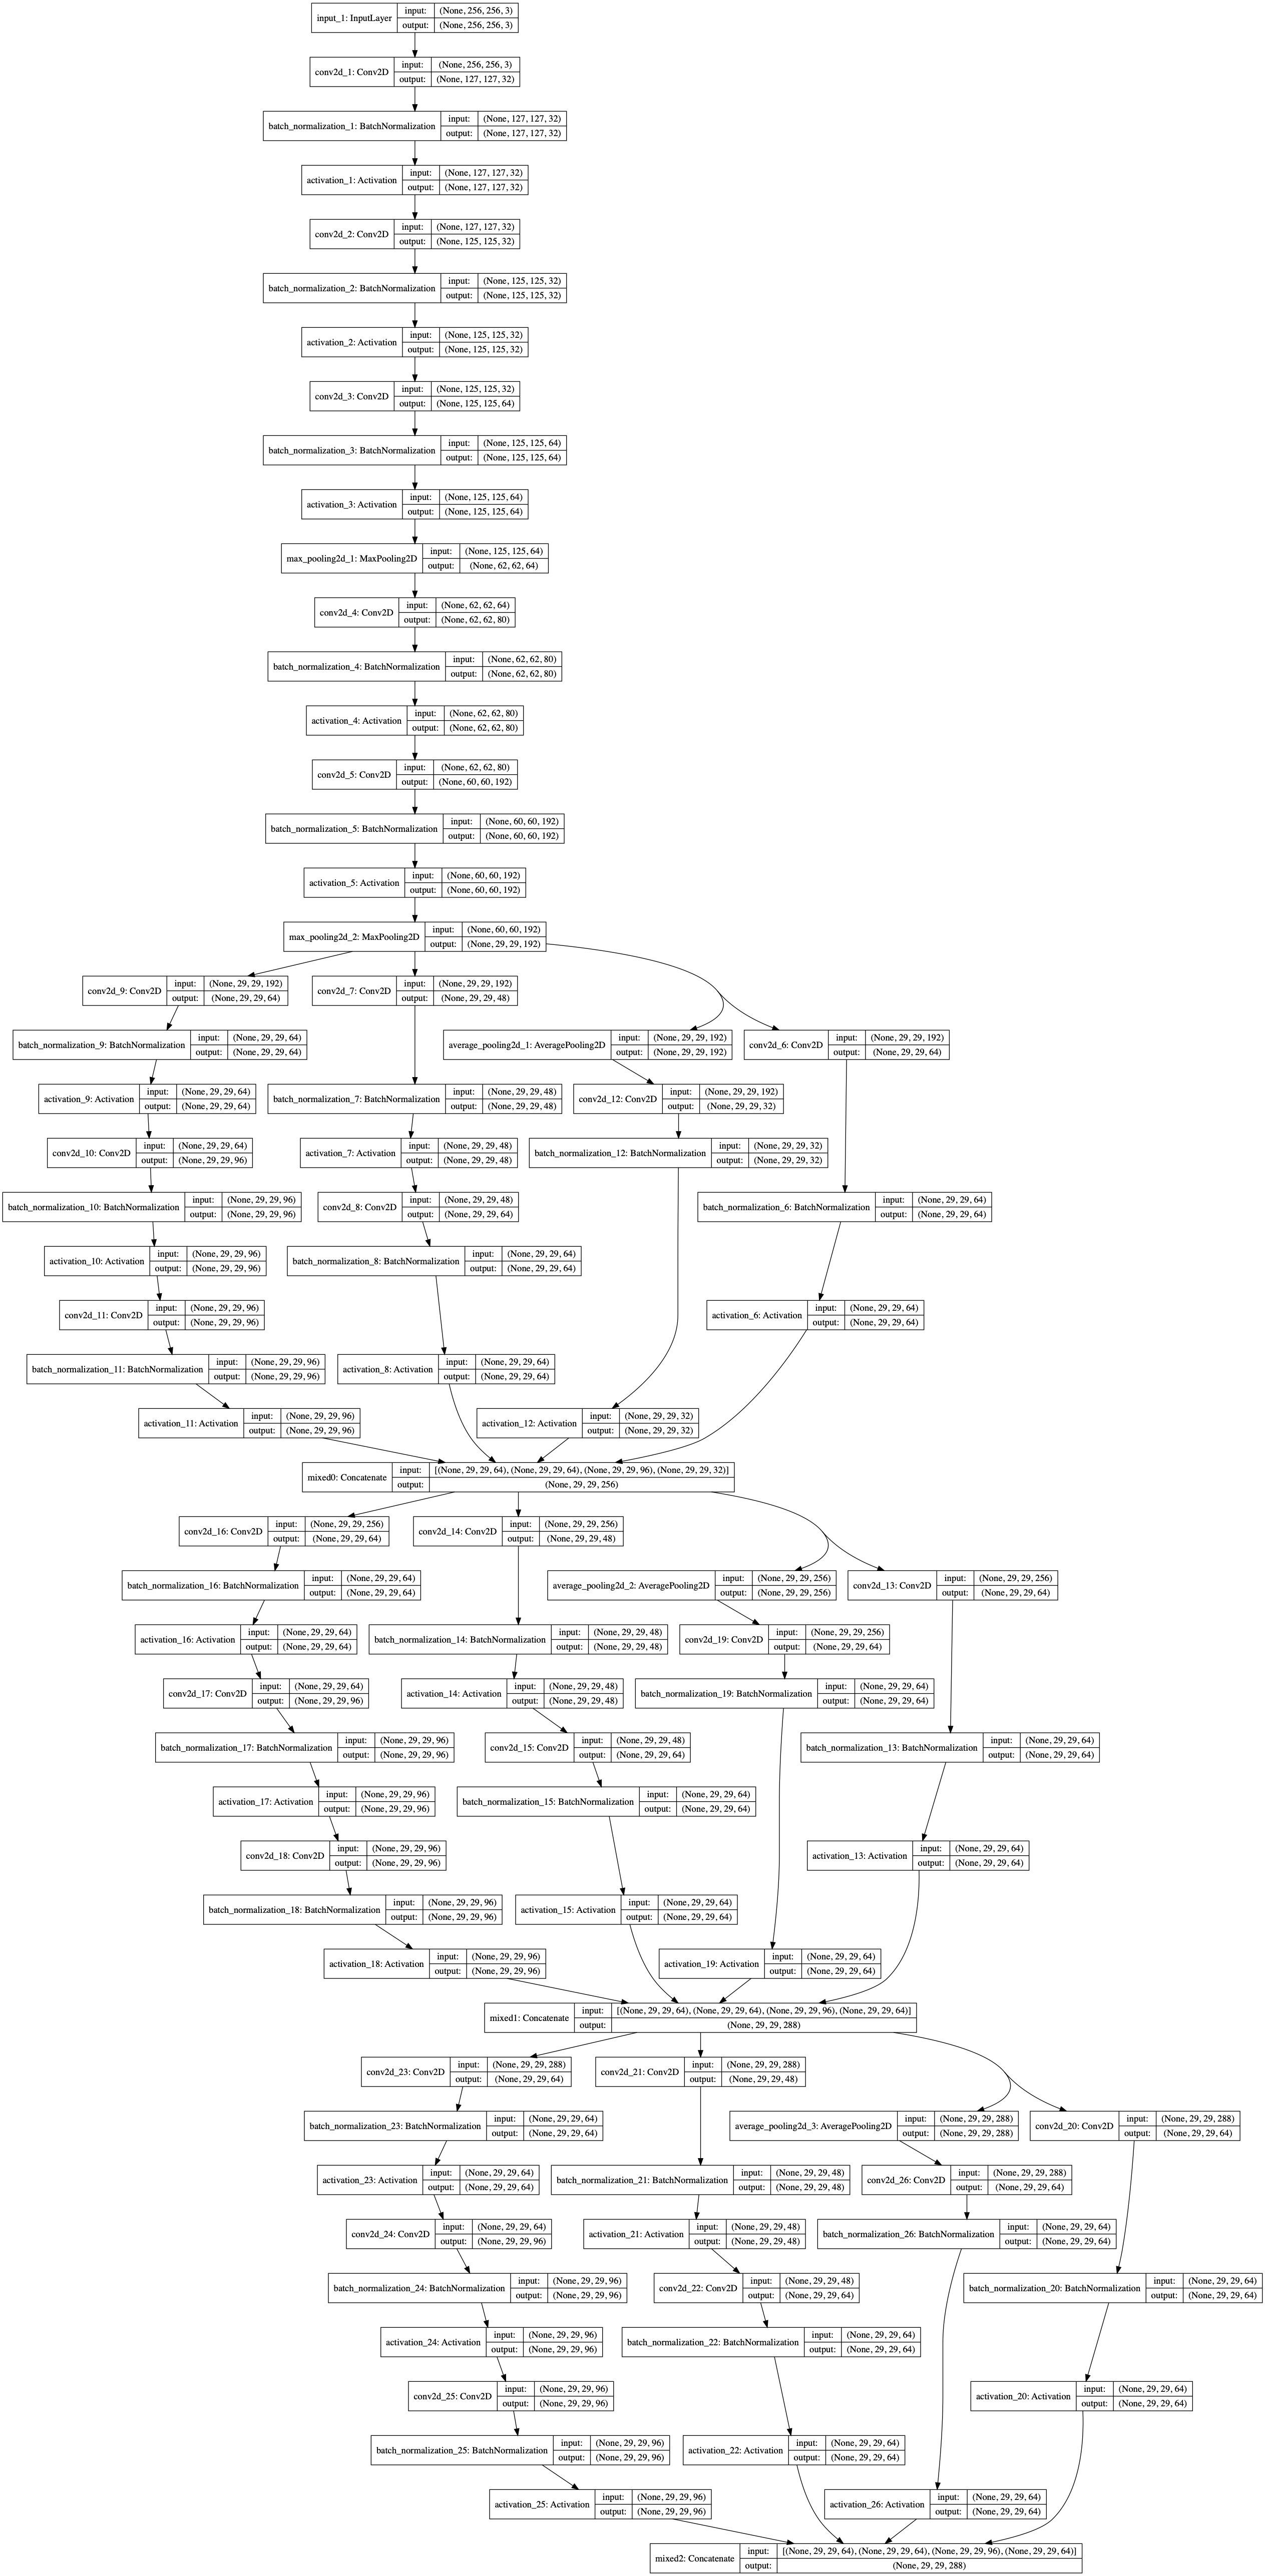 input_1: InputLayer input: (None, 256, 256, 3)
output: (None, 256, 256, 3)
conv2d_1: Conv2D input: (None, 256, 256, 3)
output: (None, 127, 127, 32)
batch_normalization_1: BatchNormalization input: (None, 127, 127, 32)
output: (None, 127, 127, 32)
activation_1: Activation input: (None, 127, 127, 32)
output: (None, 127, 127, 32)
conv2d_2: Conv2D input: (None, 127, 127, 32)
output: (None, 125, 125, 32)
batch_normalization_2: BatchNormalization input: (None, 125, 125, 32)
output: (None, 125, 125, 32)
activation_2: Activation input: (None, 125, 125, 32)
output: (None, 125, 125, 32)
conv2d_3: Conv2D input: (None, 125, 125, 32)
output: (None, 125, 125, 64)
batch_normalization_3: BatchNormalization input: (None, 125, 125, 64)
output: (None, 125, 125, 64)
activation_3: Activation input: (None, 125, 125, 64)
output: (None, 125, 125, 64)
max_pooling2d_1: MaxPooling2D input: (None, 125, 125, 64)
output: (None, 62, 62, 64)
conv2d_4: Conv2D input: (None, 62, 62, 64)
output: (None, 62, 62, 80)
batch_normalization_4: BatchNormalization input: (None, 62, 62, 80)
output: (None, 62, 62, 80)
activation_4: Activation input: (None, 62, 62, 80)
output: (None, 62, 62, 80)
conv2d_5: Conv2D input: (None, 62, 62, 80)
output: (None, 60, 60, 192)
batch_normalization_5: BatchNormalization input: (None, 60, 60, 192)
output: (None, 60, 60, 192)
activation_5: Activation input: (None, 60, 60, 192)
output: (None, 60, 60, 192)
max_pooling2d_2: MaxPooling2D input: (None, 60, 60, 192)
output: (None, 29, 29, 192)
conv2d_9: Conv2D input: (None, 29, 29, 192)
output: (None, 29, 29, 64)
conv2d_7: Conv2D input: (None, 29, 29, 192)
output: (None, 29, 29, 48)
batch_normalization_9: BatchNormalization input: (None, 29, 29, 64)
output: (None, 29, 29, 64)
average_pooling2d_1: AveragePooling2D input: (None, 29, 29, 192)
output: (None, 29, 29, 192)
conv2d_6: Conv2D input: (None, 29, 29, 192)
output: (None, 29, 29, 64)
activation_9: Activation input: (None, 29, 29, 64)
output: (None, 29, 29, 64)
batch_normalization_7: BatchNormalization input: (None, 29, 29, 48)
output: (None, 29, 29, 48)
conv2d_12: Conv2D input: (None, 29, 29, 192)
output: (None, 29, 29, 32)
conv2d_10: Conv2D input: (None, 29, 29, 64)
output: (None, 29, 29, 96)
activation_7: Activation input: (None, 29, 29, 48)
output: (None, 29, 29, 48)
batch_normalization_12: BatchNormalization input: (None, 29, 29, 32)
output: (None, 29, 29, 32)
batch_normalization_10: BatchNormalization input: (None, 29, 29, 96)
output: (None, 29, 29, 96)
conv2d_8: Conv2D input: (None, 29, 29, 48)
output: (None, 29, 29, 64)
batch_normalization_6: BatchNormalization input: (None, 29, 29, 64)
output: (None, 29, 29, 64)
activation_10: Activation input: (None, 29, 29, 96)
output: (None, 29, 29, 96)
batch_normalization_8: BatchNormalization input: (None, 29, 29, 64)
output: (None, 29, 29, 64)
conv2d_11: Conv2D input: (None, 29, 29, 96)
output: (None, 29, 29, 96)
activation_6: Activation input: (None, 29, 29, 64)
output: (None, 29, 29, 64)
batch_normalization_11: BatchNormalization input: (None, 29, 29, 96)
output: (None, 29, 29, 96)
activation_8: Activation input: (None, 29, 29, 64)
output: (None, 29, 29, 64)
activation_11: Activation input: (None, 29, 29, 96)
output: (None, 29, 29, 96)
activation_12: Activation input: (None, 29, 29, 32)
output: (None, 29, 29, 32)
mixed0: Concatenate input: [(None, 29, 29, 64), (None, 29, 29, 64), (None, 29, 29, 96), (None, 29, 29, 32)]
output: (None, 29, 29, 256)
conv2d_16: Conv2D input: (None, 29, 29, 256)
output: (None, 29, 29, 64)
conv2d_14: Conv2D input: (None, 29, 29, 256)
output: (None, 29, 29, 48)
batch_normalization_16: BatchNormalization input: (None, 29, 29, 64)
output: (None, 29, 29, 64)
average_pooling2d_2: AveragePooling2D input: (None, 29, 29, 256)
output: (None, 29, 29, 256)
conv2d_13: Conv2D input: (None, 29, 29, 256)
output: (None, 29, 29, 64)
activation_16: Activation input: (None, 29, 29, 64)
output: (None, 29, 29, 64)
batch_normalization_14: BatchNormalization input: (None, 29, 29, 48)
output: (None, 29, 29, 48)
conv2d_19: Conv2D input: (None, 29, 29, 256)
output: (None, 29, 29, 64)
conv2d_17: Conv2D input: (None, 29, 29, 64)
output: (None, 29, 29, 96)
activation_14: Activation input: (None, 29, 29, 48)
output: (None, 29, 29, 48)
batch_normalization_19: BatchNormalization input: (None, 29, 29, 64)
output: (None, 29, 29, 64)
batch_normalization_17: BatchNormalization input: (None, 29, 29, 96)
output: (None, 29, 29, 96)
conv2d_15: Conv2D input: (None, 29, 29, 48)
output: (None, 29, 29, 64)
batch_normalization_13: BatchNormalization input: (None, 29, 29, 64)
output: (None, 29, 29, 64)
activation_17: Activation input: (None, 29, 29, 96)
output: (None, 29, 29, 96)
batch_normalization_15: BatchNormalization input: (None, 29, 29, 64)
output: (None, 29, 29, 64)
conv2d_18: Conv2D input: (None, 29, 29, 96)
output: (None, 29, 29, 96)
activation_13: Activation input: (None, 29, 29, 64)
output: (None, 29, 29, 64)
batch_normalization_18: BatchNormalization input: (None, 29, 29, 96)
output: (None, 29, 29, 96)
activation_15: Activation input: (None, 29, 29, 64)
output: (None, 29, 29, 64)
activation_18: Activation input: (None, 29, 29, 96)
output: (None, 29, 29, 96)
activation_19: Activation input: (None, 29, 29, 64)
output: (None, 29, 29, 64)
mixed1: Concatenate input: [(None, 29, 29, 64), (None, 29, 29, 64), (None, 29, 29, 96), (None, 29, 29, 64)]
output: (None, 29, 29, 288)
conv2d_23: Conv2D input: (None, 29, 29, 288)
output: (None, 29, 29, 64)
conv2d_21: Conv2D input: (None, 29, 29, 288)
output: (None, 29, 29, 48)
batch_normalization_23: BatchNormalization input: (None, 29, 29, 64)
output: (None, 29, 29, 64)
average_pooling2d_3: AveragePooling2D input: (None, 29, 29, 288)
output: (None, 29, 29, 288)
conv2d_20: Conv2D input: (None, 29, 29, 288)
output: (None, 29, 29, 64)
activation_23: Activation input: (None, 29, 29, 64)
output: (None, 29, 29, 64)
batch_normalization_21: BatchNormalization input: (None, 29, 29, 48)
output: (None, 29, 29, 48)
conv2d_26: Conv2D input: (None, 29, 29, 288)
output: (None, 29, 29, 64)
conv2d_24: Conv2D input: (None, 29, 29, 64)
output: (None, 29, 29, 96)
activation_21: Activation input: (None, 29, 29, 48)
output: (None, 29, 29, 48)
batch_normalization_26: BatchNormalization input: (None, 29, 29, 64)
output: (None, 29, 29, 64)
batch_normalization_24: BatchNormalization input: (None, 29, 29, 96)
output: (None, 29, 29, 96)
conv2d_22: Conv2D input: (None, 29, 29, 48)
output: (None, 29, 29, 64)
batch_normalization_20: BatchNormalization input: (None, 29, 29, 64)
output: (None, 29, 29, 64)
activation_24: Activation input: (None, 29, 29, 96)
output: (None, 29, 29, 96)
batch_normalization_22: BatchNormalization input: (None, 29, 29, 64)
output: (None, 29, 29, 64)
conv2d_25: Conv2D input: (None, 29, 29, 96)
output: (None, 29, 29, 96)
activation_20: Activation input: (None, 29, 29, 64)
output: (None, 29, 29, 64)
batch_normalization_25: BatchNormalization input: (None, 29, 29, 96)
output: (None, 29, 29, 96)
activation_22: Activation input: (None, 29, 29, 64)
output: (None, 29, 29, 64)
activation_25: Activation input: (None, 29, 29, 96)
output: (None, 29, 29, 96)
activation_26: Activation input: (None, 29, 29, 64)
output: (None, 29, 29, 64)
mixed2: Concatenate input: [(None, 29, 29, 64), (None, 29, 29, 64), (None, 29, 29, 96), (None, 29, 29, 64)]
output: (None, 29, 29, 288)